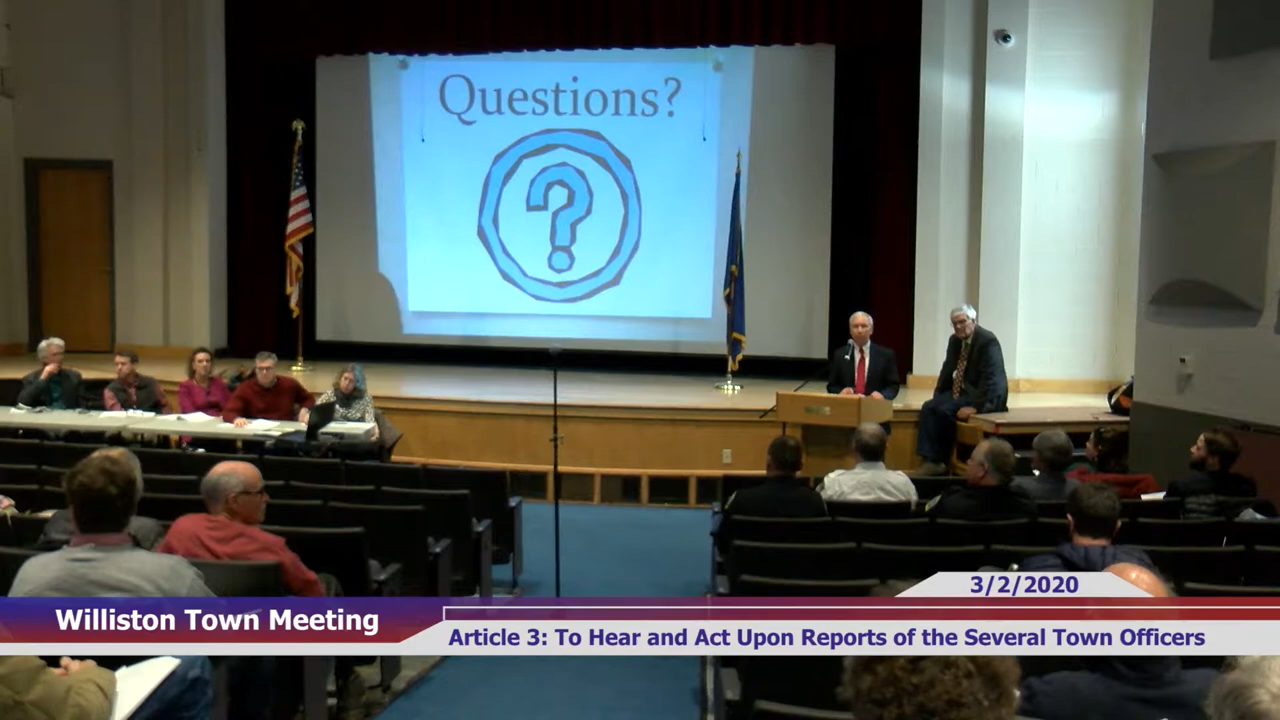 Questions?
?
3/2/2020
Williston Town Meeting
Article 3: To Hear and Act Upon Reports of the Several Town Officers